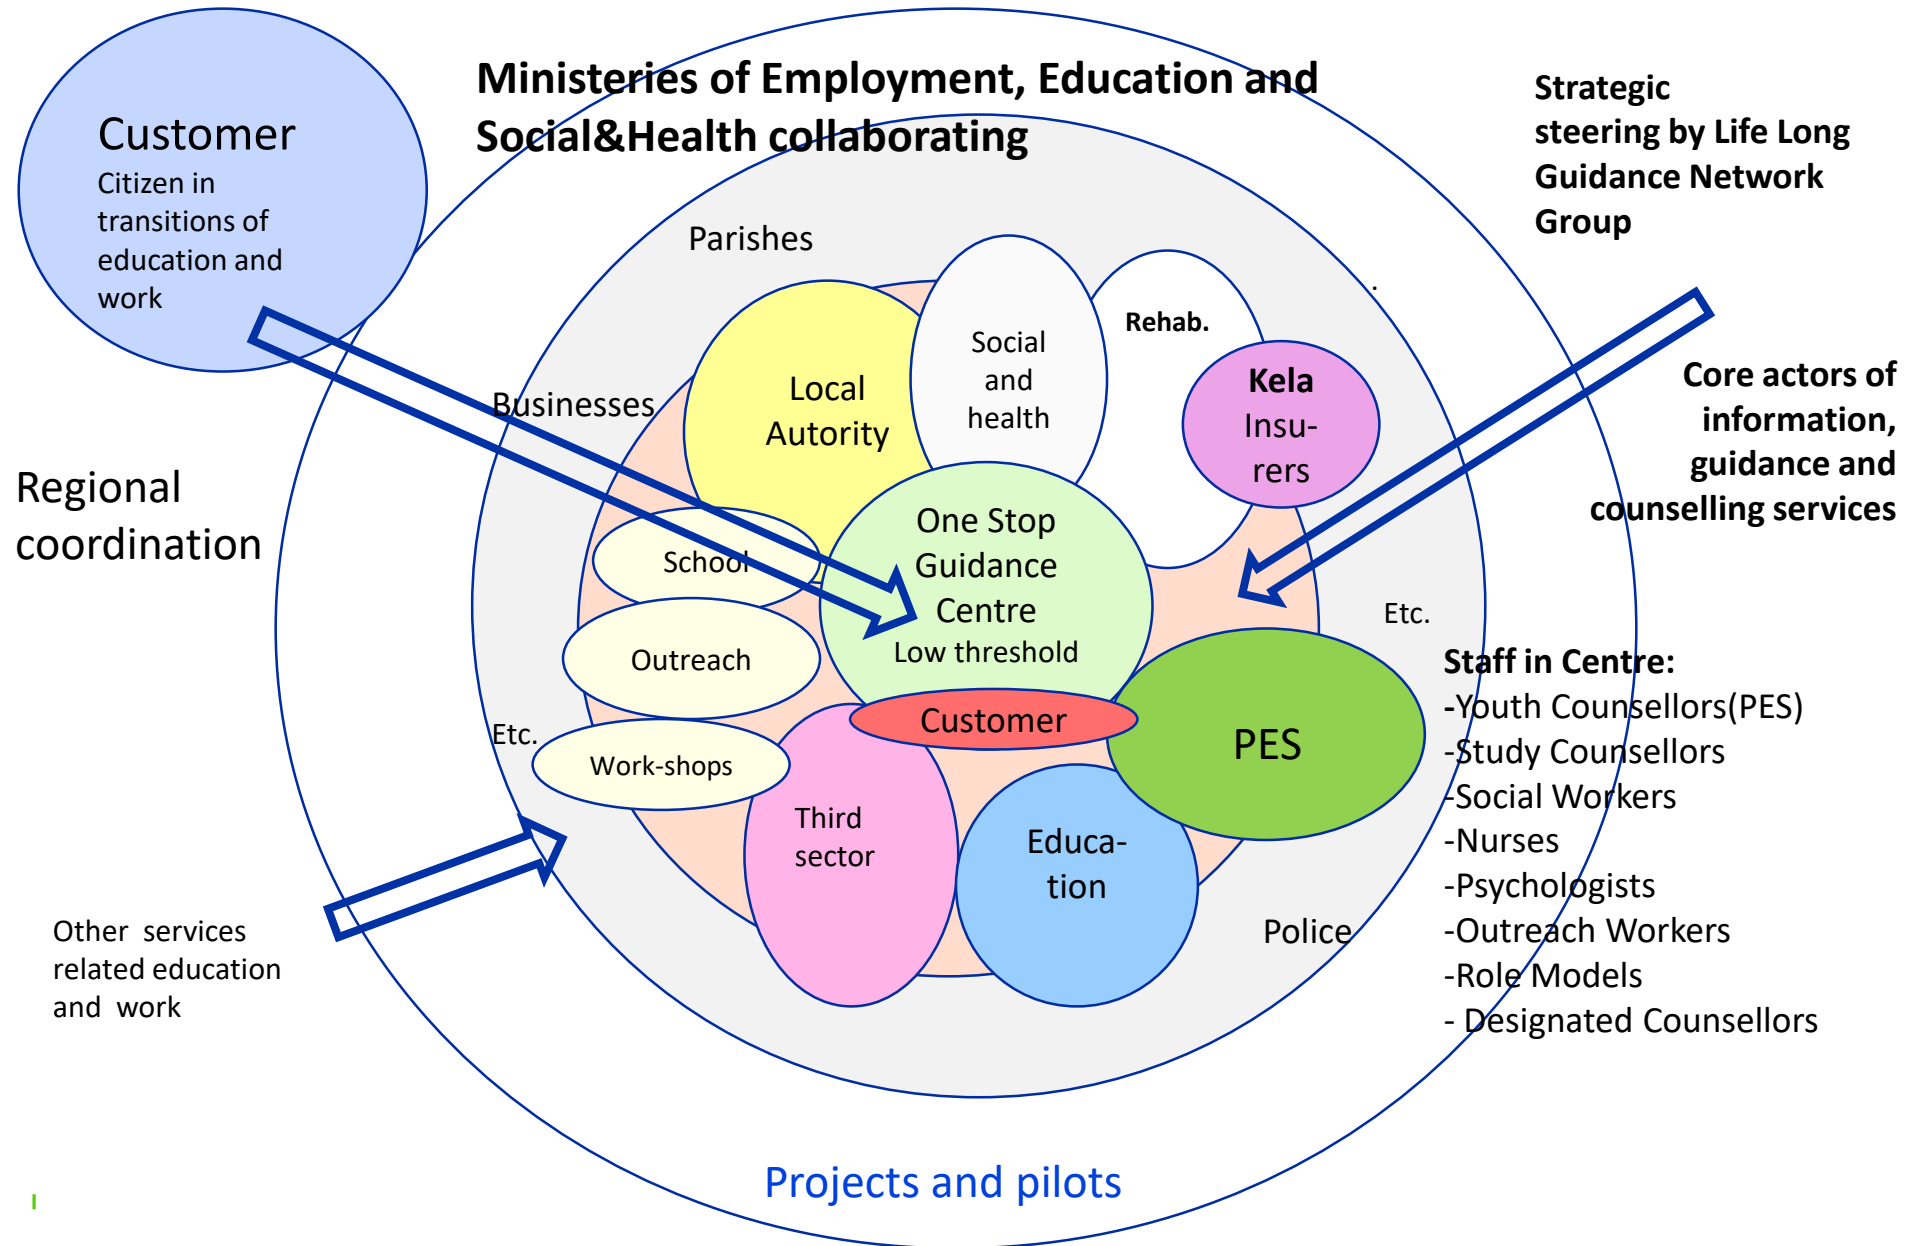 Customer
Citizen in
transitions of
education and
work
Ministeries of Employment, Education and
Social&Health collaborating
Strategic
steering by Life Long
Guidance Network
Group
Parishes
.
Rehab.
Social
and
health
Kela
Insu-
rers
Local
Autority
Businesses
Core actors of
information,
guidance and
counselling services
Regional
coordination
One Stop
Guidance
Centre
Low threshold
School
Outreach
Etc.
Etc.
Work-shops
Customer
PES
Staff in Centre:
-Youth Counsellors(PES)
-Study Counsellors
-Social Workers
-Nurses
-Psychologists
-Outreach Workers
-Role Models
- Designated Counsellors
Third
sector
Educa-
tion
Police
Other  services
related education
and  work
Projects and pilots